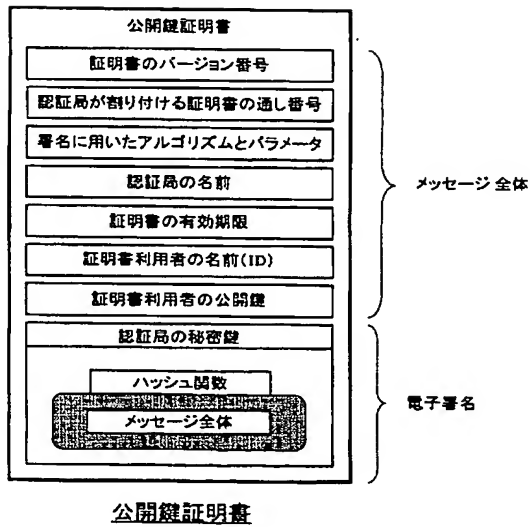 公開鍵証明書
証明書のバージョン番号
認証局が割り付ける証明書の通し番号
署名に用いたアルゴリズムとパラメータ
認証局の名前
証明書の有効期限
証明書利用者の名前(ID)
証明書利用者の公開鍵
メッセージ全体
認証局の秘密鍵
ハッシュ関数
メッセージ全体
電子署名
公開鍵証明書